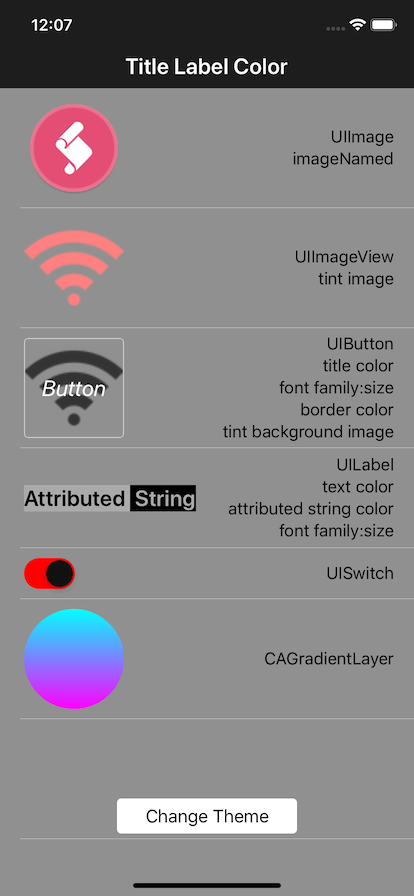 12:07
Title Label Color
UIImage
imageNamed
UIImageView
tint image
Button
UIButton
title color
font family:size
border color
tint background image
Attributed String
UILabel
text color
attributed string color
font family:size
UISwitch
CAGradientLayer
Change Theme